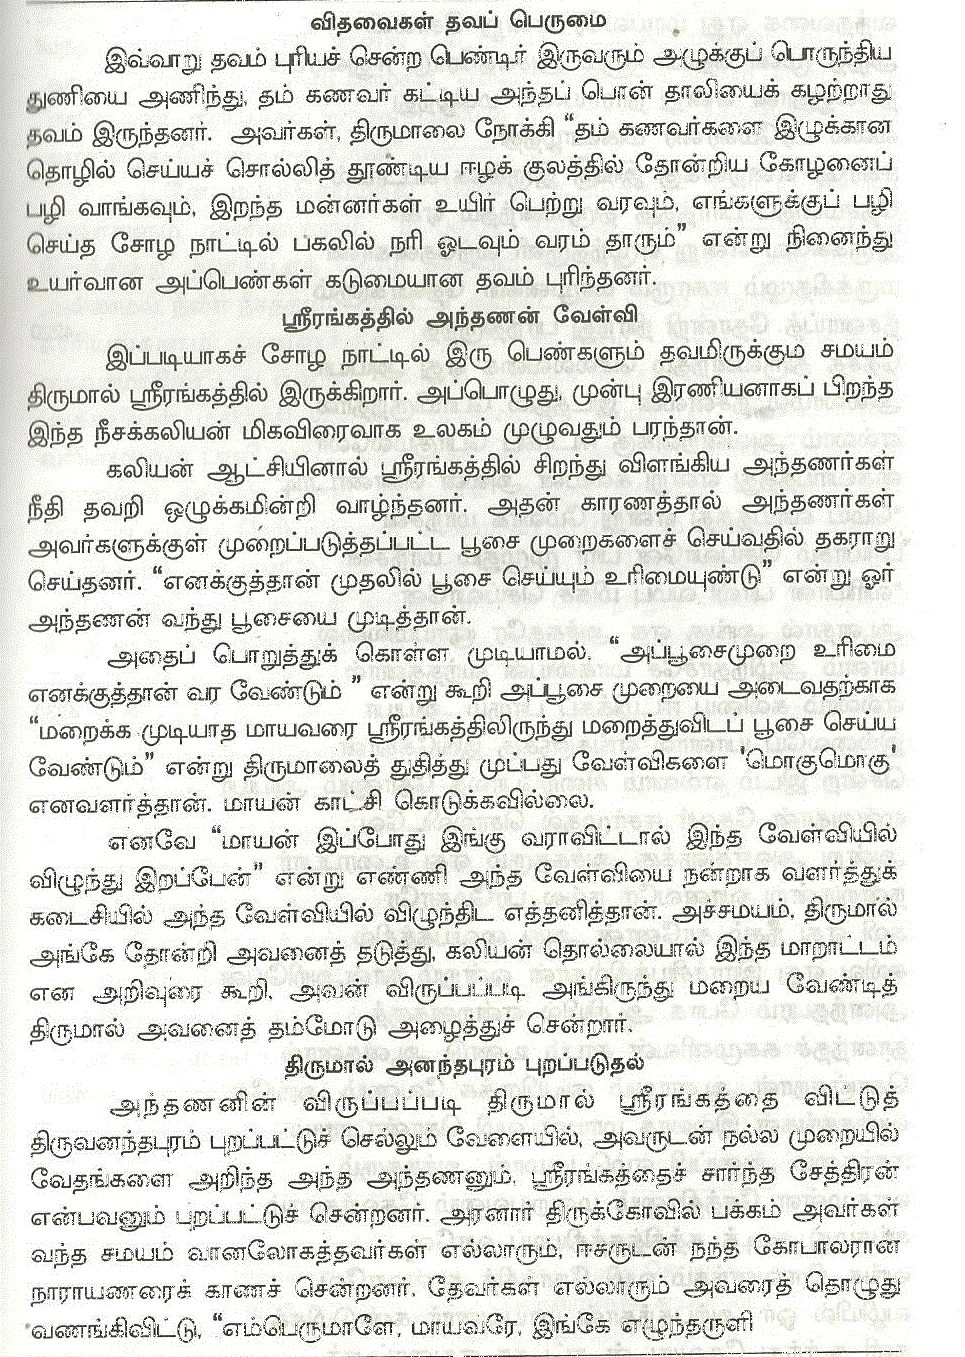 விதவைகள் தவப் பெருமை
இவ்வாறு தவம் புரியச் சென்ற பெண்டிர் இருவரும் அழுக்குப் பொருந்திய
துணியை அணிந்து, தம் கணவர் கட்டிய அந்தப் பொன் தாலியைக் கழற்றாது
தவம் இருந்தனர். அவர்கள், திருமாலை நோக்கி “தம் கணவர்களை இழுக்கான
தொழில் செய்யச் சொல்லித் தூண்டிய ஈழக் குலத்தில் தோன்றிய கோழனைப்
பழி வாங்கவும், இறந்த மன்னர்கள் உயிர் பெற்று வரவும், எங்களுக்குப் பழி
செய்த சோழ நாட்டில் பகலில் நரி ஓடவும் வரம் தாரும்” என்று நினைந்து
உயர்வான அப்பெண்கள் கடுமையான தவம் புரிந்தனர்.
ஸ்ரீரங்கத்தில் அந்தணன் வேள்வி
இப்படியாகச் சோழ நாட்டில் இரு பெண்களும் தவமிருக்கும் சமயம்
திருமால் ஸ்ரீரங்கத்தில் இருக்கிறார். அப்பொழுது, முன்பு இரணியனாகப் பிறந்த
இந்த நீசக்கலியன் மிகவிரைவாக உலகம் முழுவதும் பரந்தான்.
கலியன் ஆட்சியினால் ஸ்ரீரங்கத்தில் சிறந்து விளங்கிய அந்தணர்கள்
நீதி தவறி ஒழுக்கமின்றி வாழ்ந்தனர். அதன் காரணத்தால் அந்தணர்கள்
அவர்களுக்குள் முறைப்படுத்தப்பட்ட பூசை முறைகளைச் செய்வதில் தகராறு
செய்தனர். “எனக்குத்தான் முதலில் பூசை செய்யும் உரிமையுண்டு” என்று ஓர்
அந்தணன் வந்து பூசையை முடித்தான்.
அதைப் பொறுத்துக் கொள்ள முடியாமல், “அப்பூசைமுறை உரிமை
எனக்குத்தான் வர வேண்டும் ” என்று கூறி அப்பூசை முறையை அடைவதற்காக
“மறைக்க முடியாத மாயவரை ஸ்ரீரங்கத்திலிருந்து மறைத்துவிடப் பூசை செய்ய
வேண்டும்” என்று திருமாலைத் துதித்து முப்பது வேள்விகளை 'மொகுமொகு'
எனவளர்த்தான். மாயன் காட்சி கொடுக்கவில்லை.
எனவே “மாயன் இப்போது இங்கு வராவிட்டால் இந்த வேள்வியில்
விழுந்து இறப்பேன்” என்று எண்ணி அந்த வேள்வியை நன்றாக வளர்த்துக்
கடைசியில் அந்த வேள்வியில் விழுந்திட எத்தனித்தான். அச்சமயம், திருமால்
அங்கே தோன்றி அவனைத் தடுத்து, கலியன் தொல்லையால் இந்த மாறாட்டம்
என அறிவுரை கூறி, அவன் விருப்பப்படி அங்கிருந்து மறைய வேண்டித்
திருமால் அவனைத் தம்மோடு அழைத்துச் சென்றார்.
திருமால் அனந்தபுரம் புறப்படுதல்
அந்தணனின் விருப்பப்படி திருமால் ஸ்ரீரங்கத்தை விட்டுத்
திருவனந்தபுரம் புறப்பட்டுச் செல்லும் வேளையில், அவருடன் நல்ல முறையில்
வேதங்களை அறிந்த அந்த அந்தணனும், ஸ்ரீரங்கத்தைச் சார்ந்த சேத்திரன்
என்பவனும் புறப்பட்டுச் சென்றனர். அரனார் திருக்கோவில் பக்கம் அவர்கள்
வந்த சமயம் வானலோகத்தவர்கள் எல்லாரும், ஈசருடன் நந்த கோபாலரான
நாராயணரைக் காணச் சென்றனர். தேவர்கள் எல்லாரும் அவரைத் தொழுது
வணங்கிவிட்டு, “எம்பெருமாளே, மாயவரே, இங்கே எழுந்தருளி